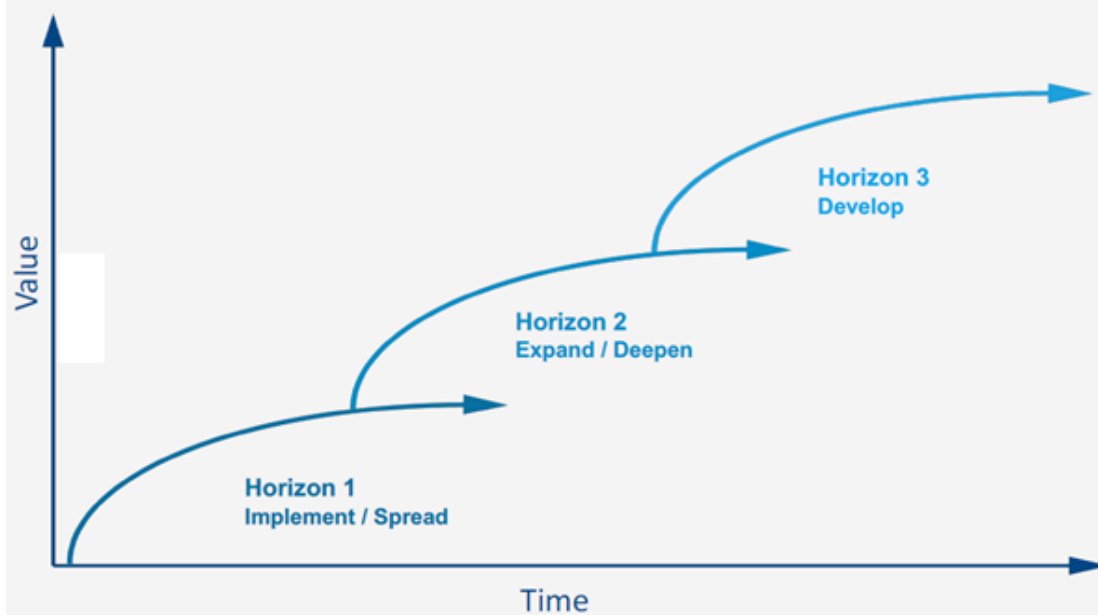 Value
Horizon 3
Develop
Horizon 2
Expand / Deepen
Horizon 1
Implement / Spread
Time